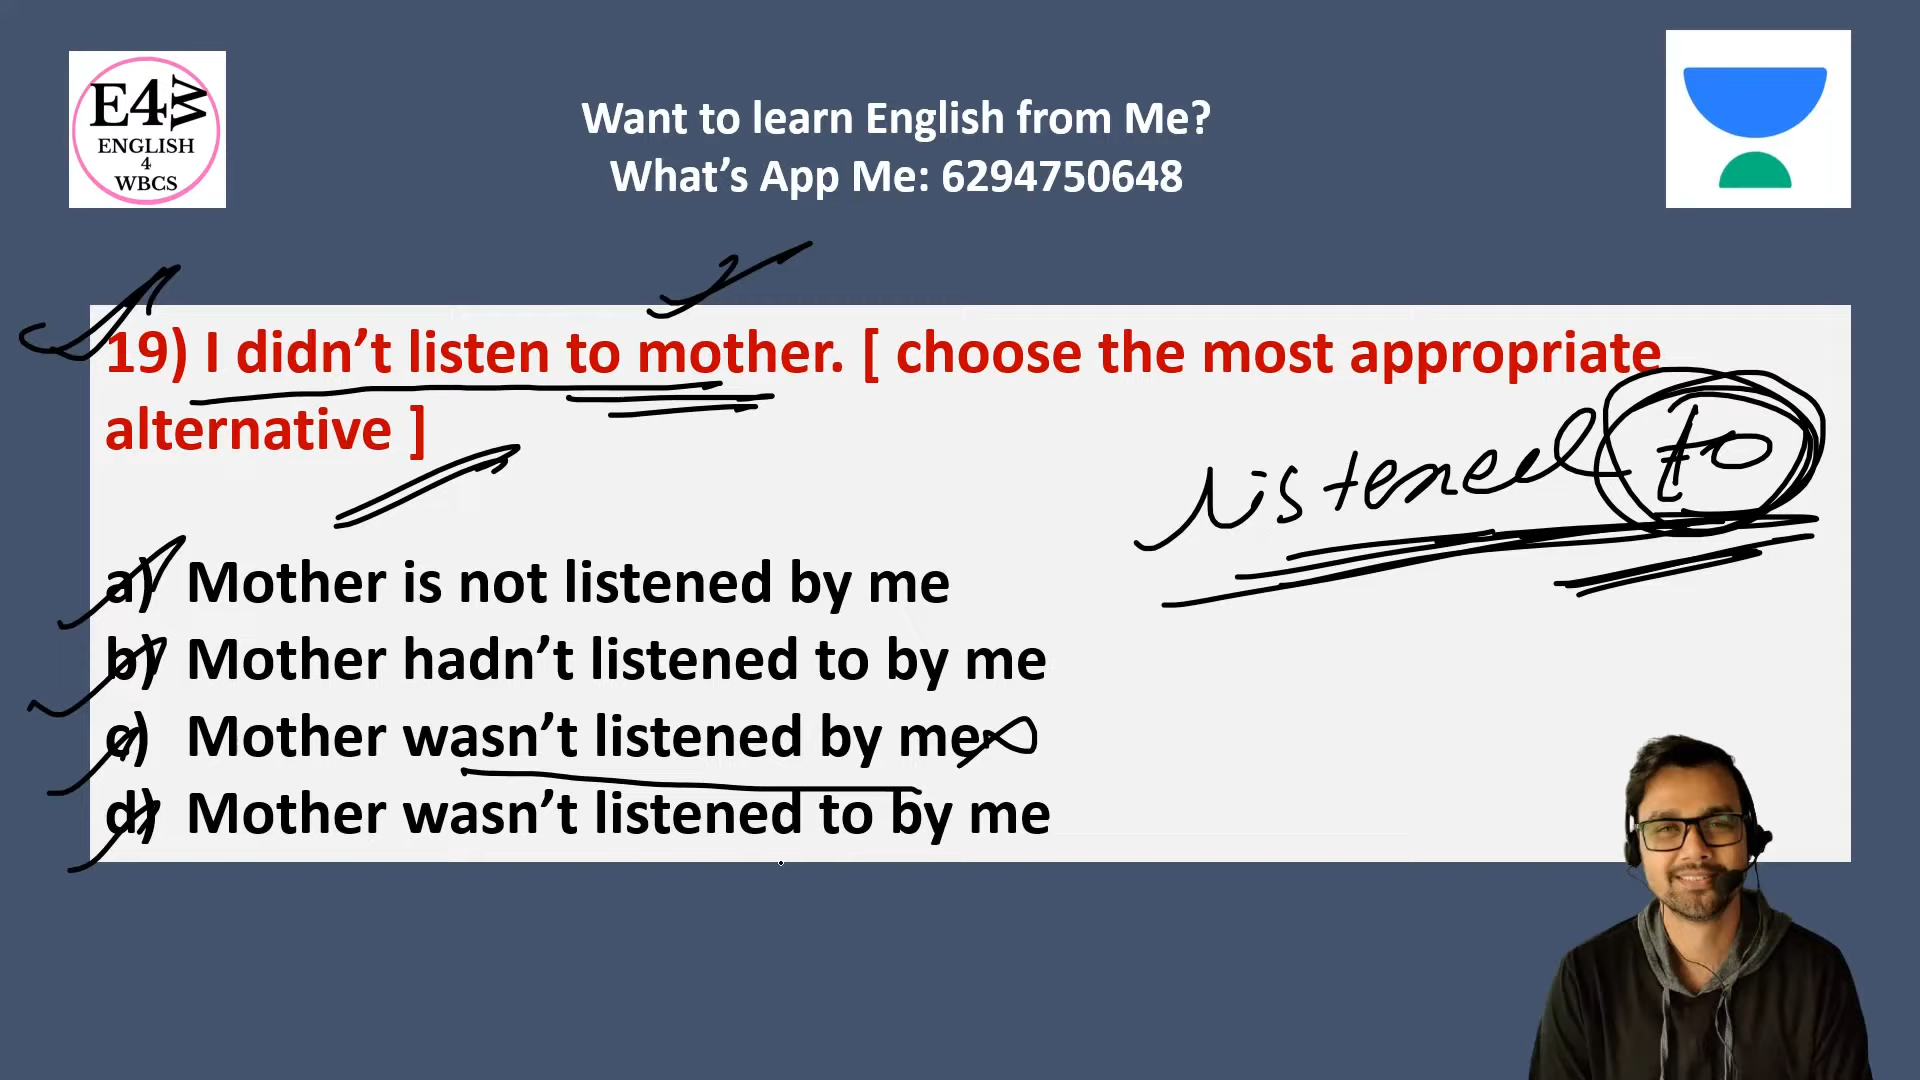 E4
WW
ENGLISH
4
WBCS
Want to learn English from Me?
What's App Me: 6294750648
19) I didn't listen to mother. [ choose the most appropriate
alternative ]
listened to
a) Mother is not listened by me
b) Mother hadn't listened to by me
c) Mother wasn't listened by me
d) Mother wasn't listened to by me